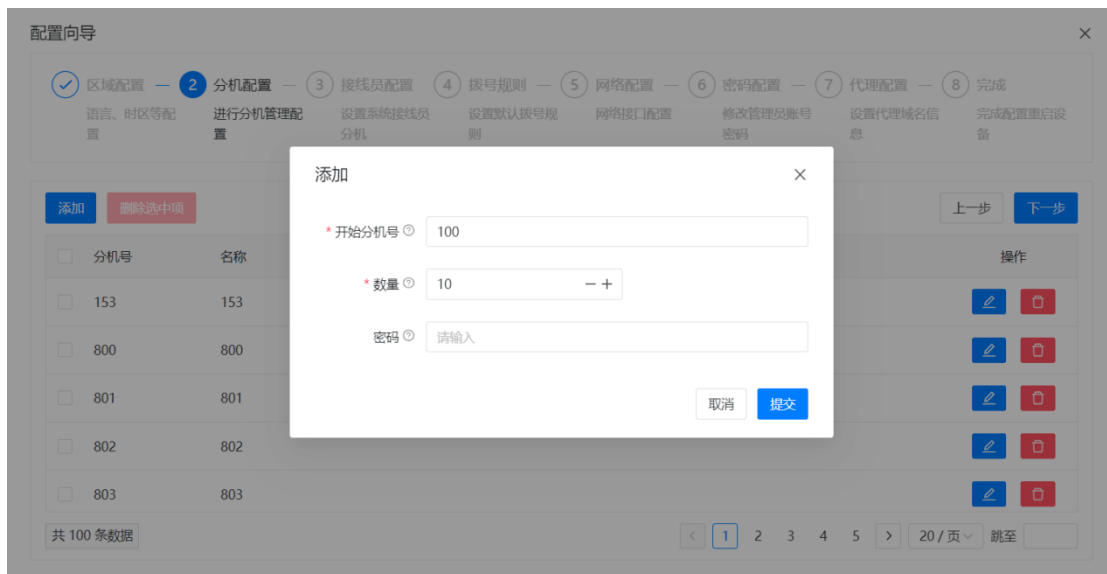 配置向导
区域配置 2 分机配置 3 接线员配置 4 拨号规则 5 网络配置 6 密码配置 7 代理配置 8 完成
语言、时区等配 进行分机管理配 设置系统接线员 设置默认拨号规 网络接口配置 修改管理员账号 设置代理域名信 完成配置重启设
置 置 分机 则 密码 息 备
添加
添加 删除选中项 上一步 下一步
* 开始分机号 100
分机号 名称 操作
* 数量 10
153 153
密码 请输入
800 800
801 801
取消 提交
802 802
803 803
共 100 条数据 1 2 3 4 5 20 / 页 跳至